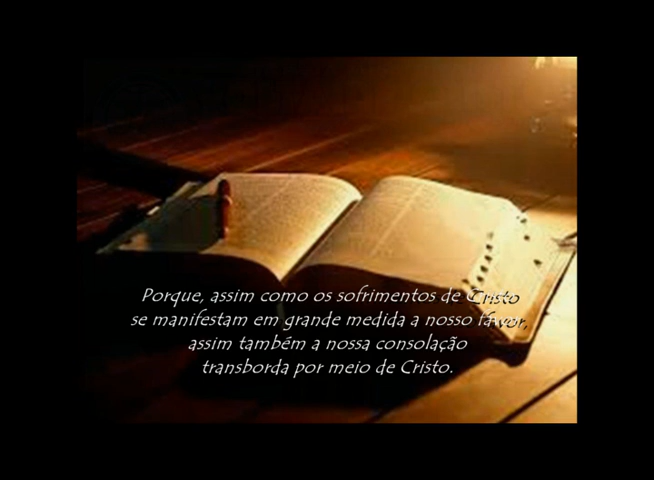 Porque, assim como os sofrimentos de Cristo
se manifestam em grande medida a nosso favor,
assim também a nossa consolação
transborda por meio de Cristo.